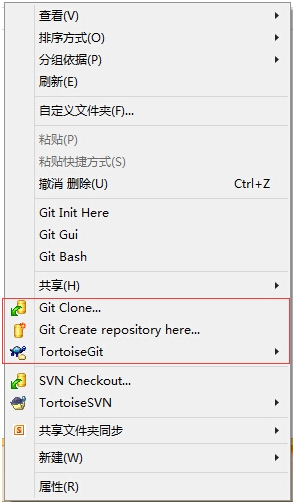 查看(V)
排序方式(O)
分组依据(P)
刷新(E)
自定义文件夹(F)...
粘贴(P)
粘贴快捷方式(S)
撤消 删除(U) Ctrl+Z
Git Init Here
Git Gui
Git Bash
共享(H)
Git Clone...
Git Create repository here...
TortoiseGit
SVN Checkout...
TortoiseSVN
共享文件夹同步
新建(W)
属性(R)